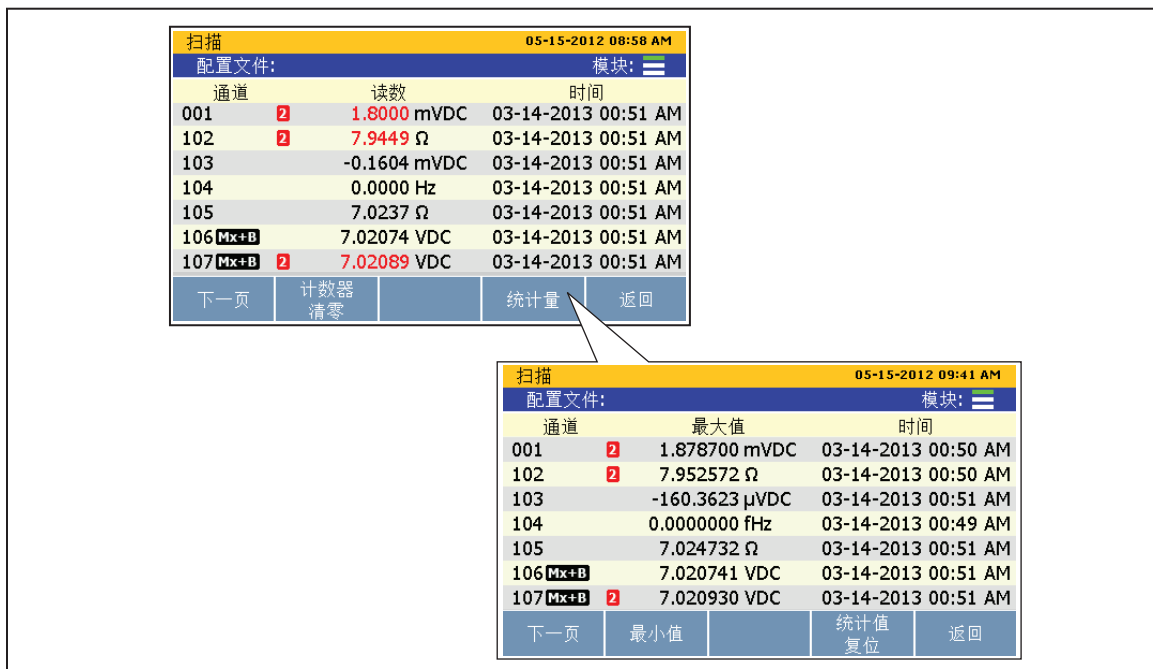 扫描 05-15-2012 08:58 AM
配置文件: 模块:
通道 读数 时间
001 2 1.8000 mVDC 03-14-2013 00:51 AM
102 2 7.9449 Ω 03-14-2013 00:51 AM
103 -0.1604 mVDC 03-14-2013 00:51 AM
104 0.0000 Hz 03-14-2013 00:51 AM
105 7.0237 Ω 03-14-2013 00:51 AM
106 Mx+B 7.02074 VDC 03-14-2013 00:51 AM
107 Mx+B 2 7.02089 VDC 03-14-2013 00:51 AM
下一页 计数器 统计量 返回
清零
扫描 05-15-2012 09:41 AM
配置文件: 模块:
通道 最大值 时间
001 2 1.878700 mVDC 03-14-2013 00:50 AM
102 2 7.952572 Ω 03-14-2013 00:50 AM
103 -160.3623 µVDC 03-14-2013 00:51 AM
104 0.0000000 fHz 03-14-2013 00:49 AM
105 7.024732 Ω 03-14-2013 00:51 AM
106 Mx+B 7.020741 VDC 03-14-2013 00:51 AM
107 Mx+B 2 7.020930 VDC 03-14-2013 00:51 AM
下一页 最小值 统计值 返回
复位